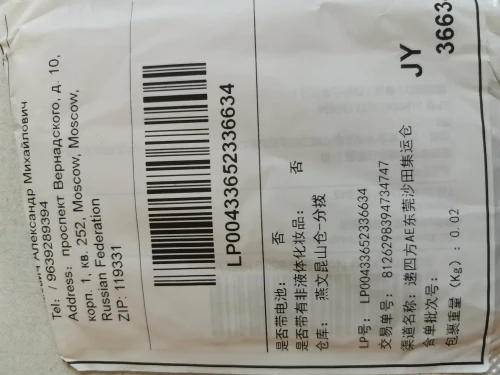 Александр Михайлович
Tel: / 9639289394
Address: проспект Вернадского, д. 10,
корп. 1, кв. 252, Moscow, Moscow,
Russian Federation
ZIP: 119331
LP00433652336634
是否带电池: 否
是否带有非液体化妆品: 否
仓库: 燕文昆山仓-分拨
JY
3663
LP号: LP00433652336634
交易单号: 8126298394734747
渠道名称: 递四方AE东莞沙田集运仓
合单批次号:
包裹重量 (Kg): 0.02